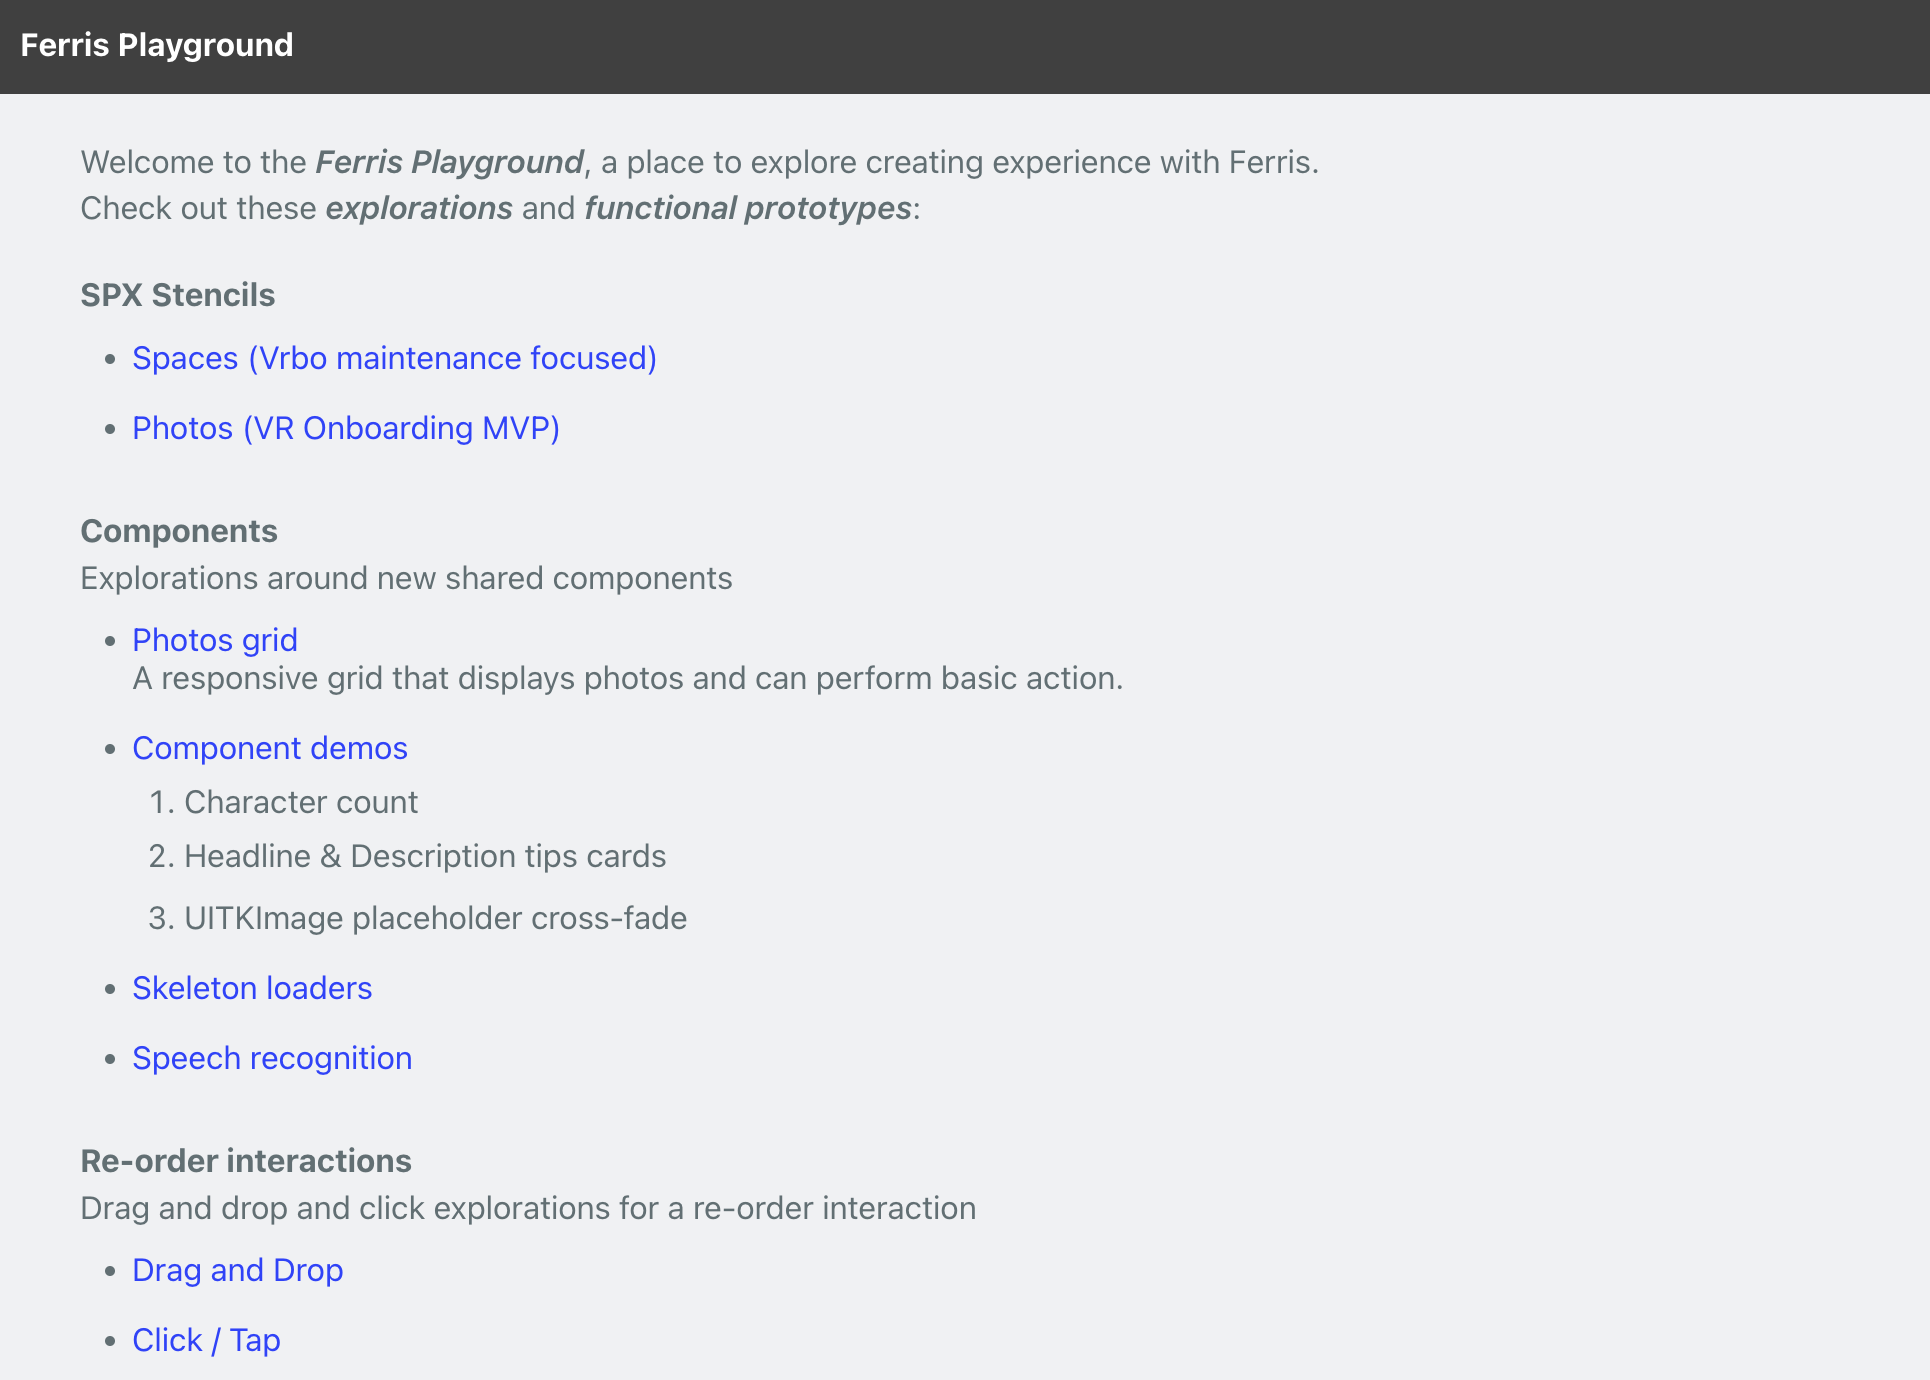 Ferris Playground
Welcome to the Ferris Playground, a place to explore creating experience with Ferris.
Check out these explorations and functional prototypes:
SPX Stencils
• Spaces (Vrbo maintenance focused)
• Photos (VR Onboarding MVP)
Components
Explorations around new shared components
• Photos grid
A responsive grid that displays photos and can perform basic action.
• Component demos
1. Character count
2. Headline & Description tips cards
3. UITKImage placeholder cross-fade
• Skeleton loaders
• Speech recognition
Re-order interactions
Drag and drop and click explorations for a re-order interaction
• Drag and Drop
• Click / Tap